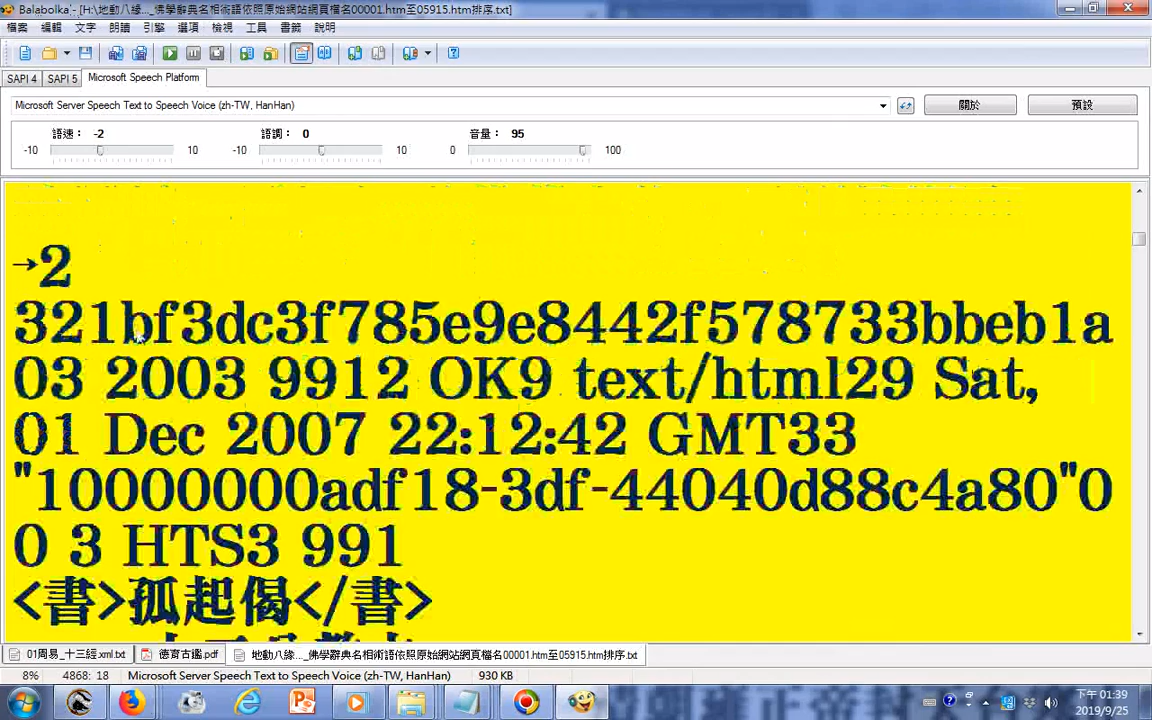 Balabolka - [H:\地動八緣..._佛學辭典名相術語依照原始網站網頁檔名00001.htm至05915.htm排序.txt]
檔案 編輯 文字 朗讀 引擎 選項 檢視 工具 書籤 說明
SAPI 4 SAPI 5 Microsoft Speech Platform
Microsoft Server Speech Text to Speech Voice (zh-TW, HanHan) 關於 預設
語速： -2 語調： 0 音量： 95
-10 10 -10 10 0 100
→2
321bf3dc3f785e9e8442f578733bbeb1a
03 2003 9912 OK9 text/html29 Sat,
01 Dec 2007 22:12:42 GMT33
"10000000adf18-3df-44040d88c4a80"0
0 3 HTS3 991
<書>孤起偈</書>
01周易_十三經.xml.txt 德育古鑑.pdf 地動八緣..._佛學辭典名相術語依照原始網站網頁檔名00001.htm至05915.htm排序.txt
8% 4868: 18 Microsoft Server Speech Text to Speech Voice (zh-TW, HanHan) 930 KB
下午 01:39
2019/9/25